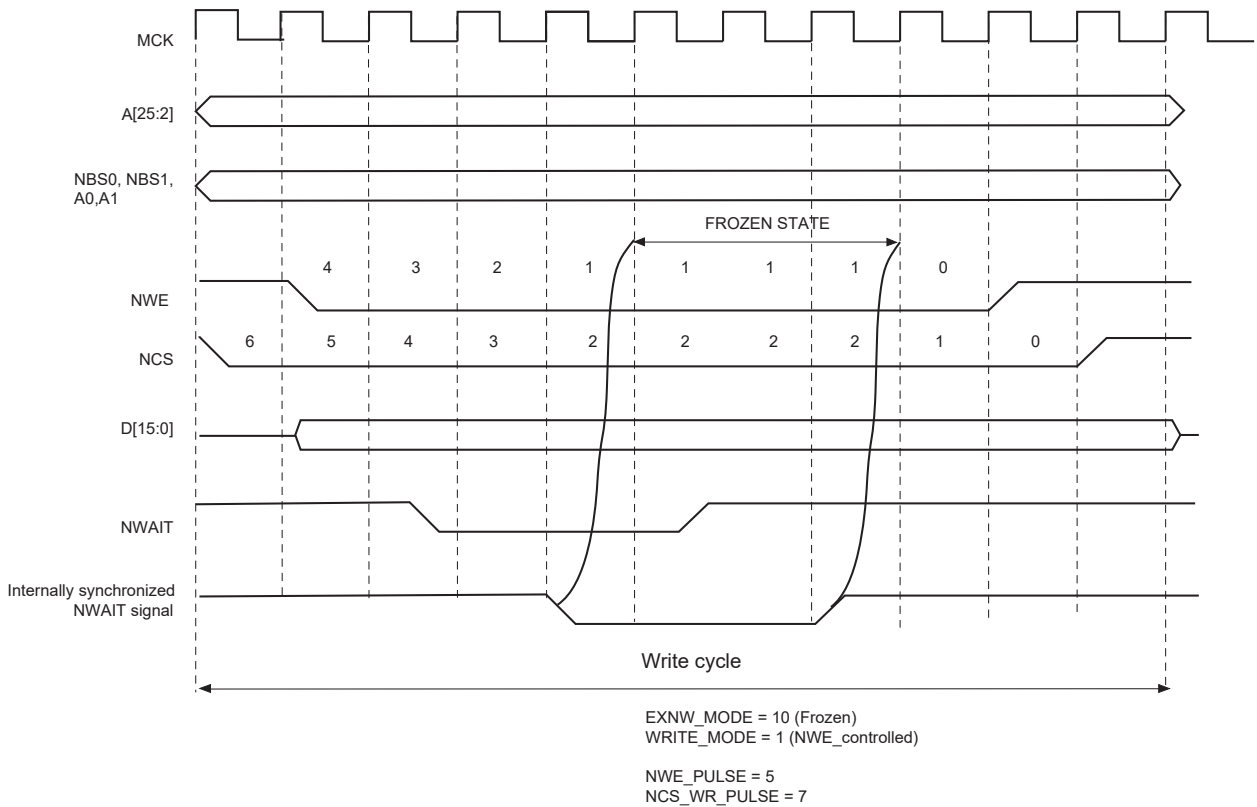 MCK
A[25:2]
NBS0, NBS1,
A0,A1
FROZEN STATE
4 3 2 1 1 1 1 0
NWE
6 5 4 3 2 2 2 2 1 0
NCS
D[15:0]
NWAIT
Internally synchronized
NWAIT signal
Write cycle
EXNW_MODE = 10 (Frozen)
WRITE_MODE = 1 (NWE_controlled)
NWE_PULSE = 5
NCS_WR_PULSE = 7